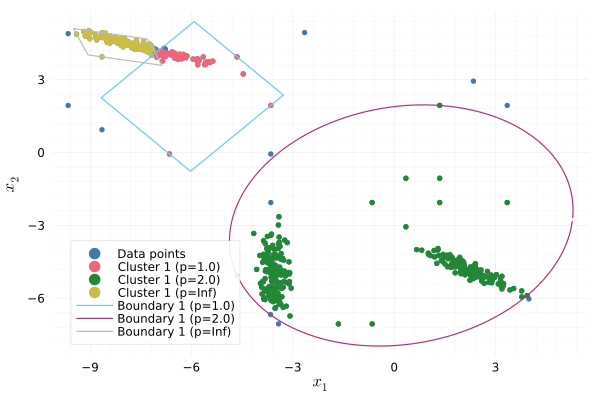 3
0
−3
−6
x₂
Data points
Cluster 1 (p=1.0)
Cluster 1 (p=2.0)
Cluster 1 (p=Inf)
Boundary 1 (p=1.0)
Boundary 1 (p=2.0)
Boundary 1 (p=Inf)
−9 −6 −3 0 3
x₁